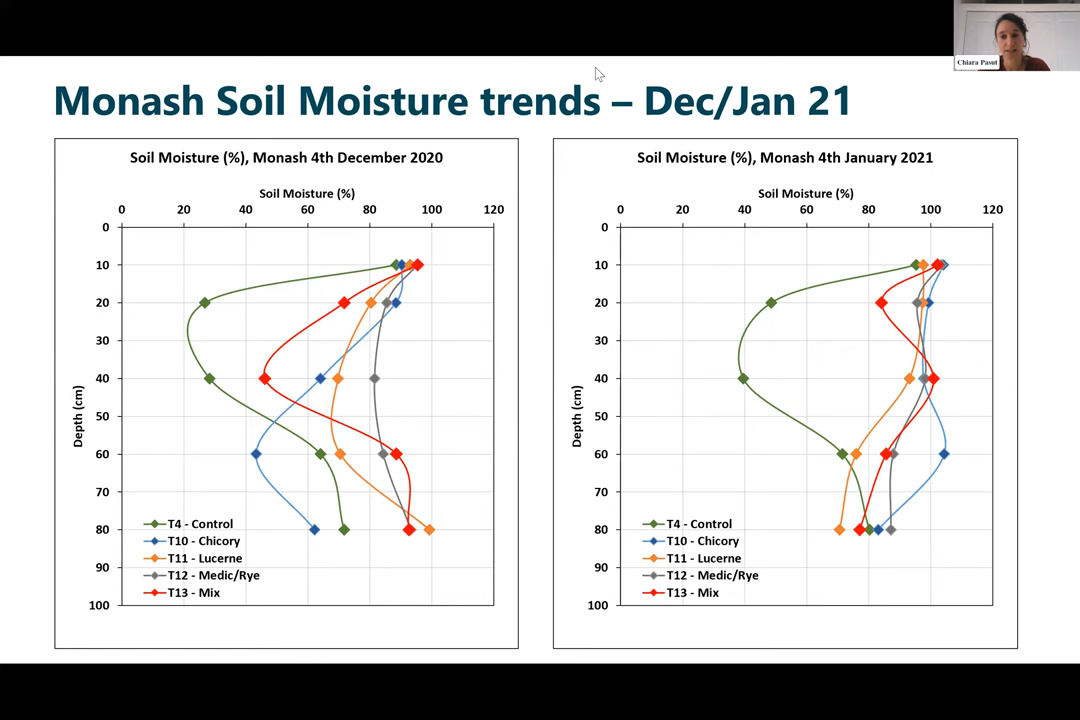 Chiara Pasut
Monash Soil Moisture trends – Dec/Jan 21
Soil Moisture (%), Monash 4th December 2020
Soil Moisture (%)
0 20 40 60 80 100 120
0
10
20
30
40
50
60
70
80
90
100
Depth (cm)
T4 - Control
T10 - Chicory
T11 - Lucerne
T12 - Medic/Rye
T13 - Mix
Soil Moisture (%), Monash 4th January 2021
Soil Moisture (%)
0 20 40 60 80 100 120
0
10
20
30
40
50
60
70
80
90
100
Depth (cm)
T4 - Control
T10 - Chicory
T11 - Lucerne
T12 - Medic/Rye
T13 - Mix